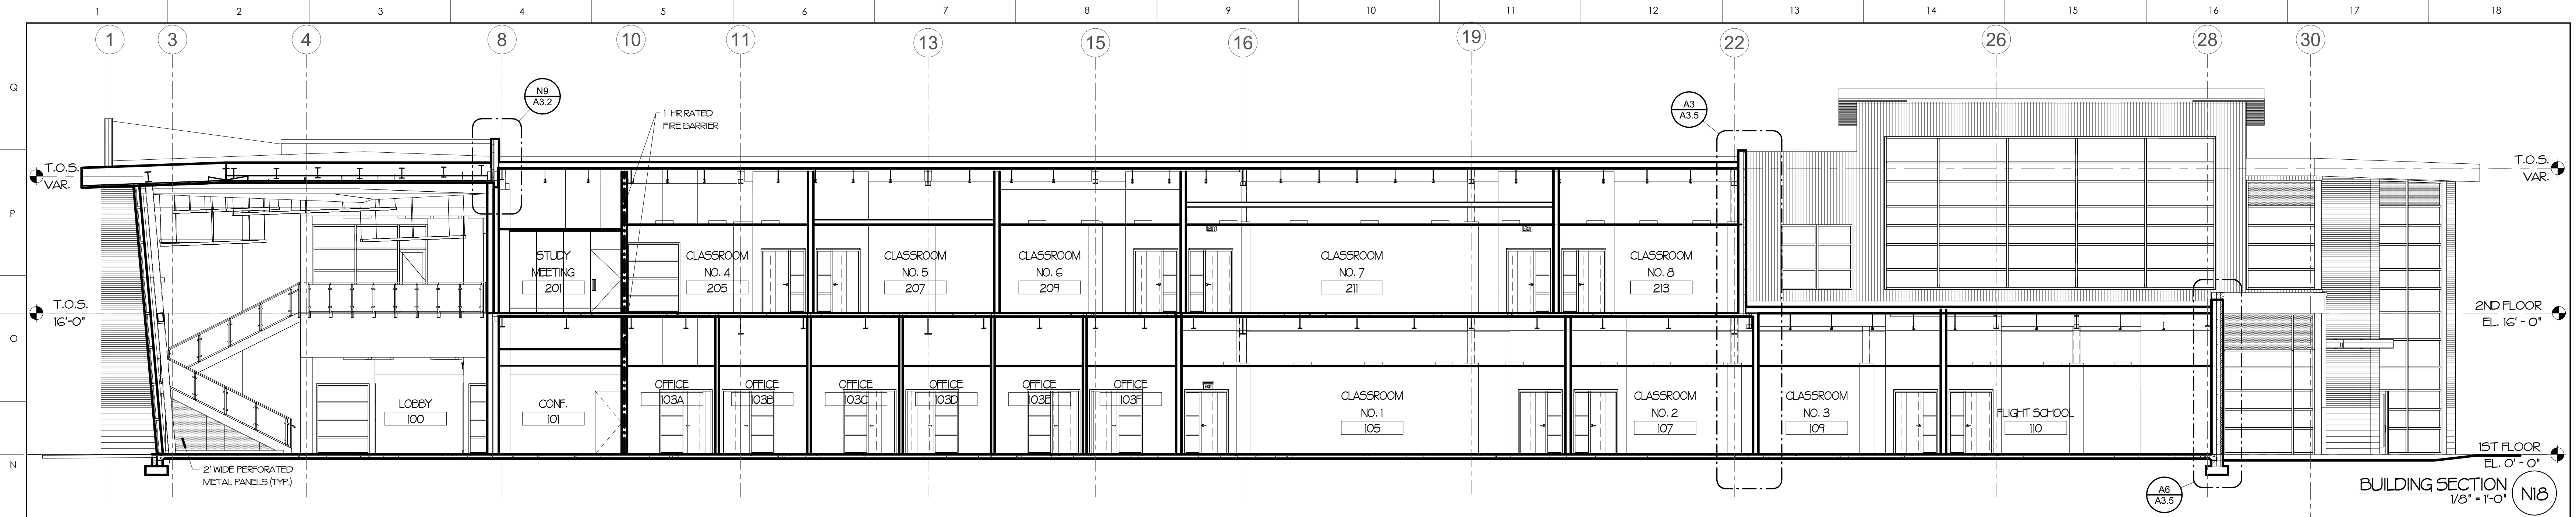 1 2 3 4 5 6 7 8 9 10 11 12 13 14 15 16 17 18
1 3 4 8 10 11 13 15 16 19 22 26 28 30
Q
N9
A3.2
A3
A3.5
1 HR RATED
FIRE BARRIER
T.O.S.
VAR.
T.O.S.
VAR.
P
STUDY
MEETING
201
CLASSROOM
NO. 4
205
CLASSROOM
NO. 5
207
CLASSROOM
NO. 6
209
CLASSROOM
NO. 7
211
CLASSROOM
NO. 8
213
T.O.S.
16'-0"
2ND FLOOR
EL. 16' - 0"
O
LOBBY
100
CONF.
101
OFFICE
103A
OFFICE
103B
OFFICE
103C
OFFICE
103D
OFFICE
103E
OFFICE
103F
CLASSROOM
NO. 1
105
CLASSROOM
NO. 2
107
CLASSROOM
NO. 3
109
FLIGHT SCHOOL
110
1ST FLOOR
EL. 0' - 0"
N
2' WIDE PERFORATED
METAL PANELS (TYP.)
A6
A3.5
BUILDING SECTION
1/8" = 1'-0"
N18